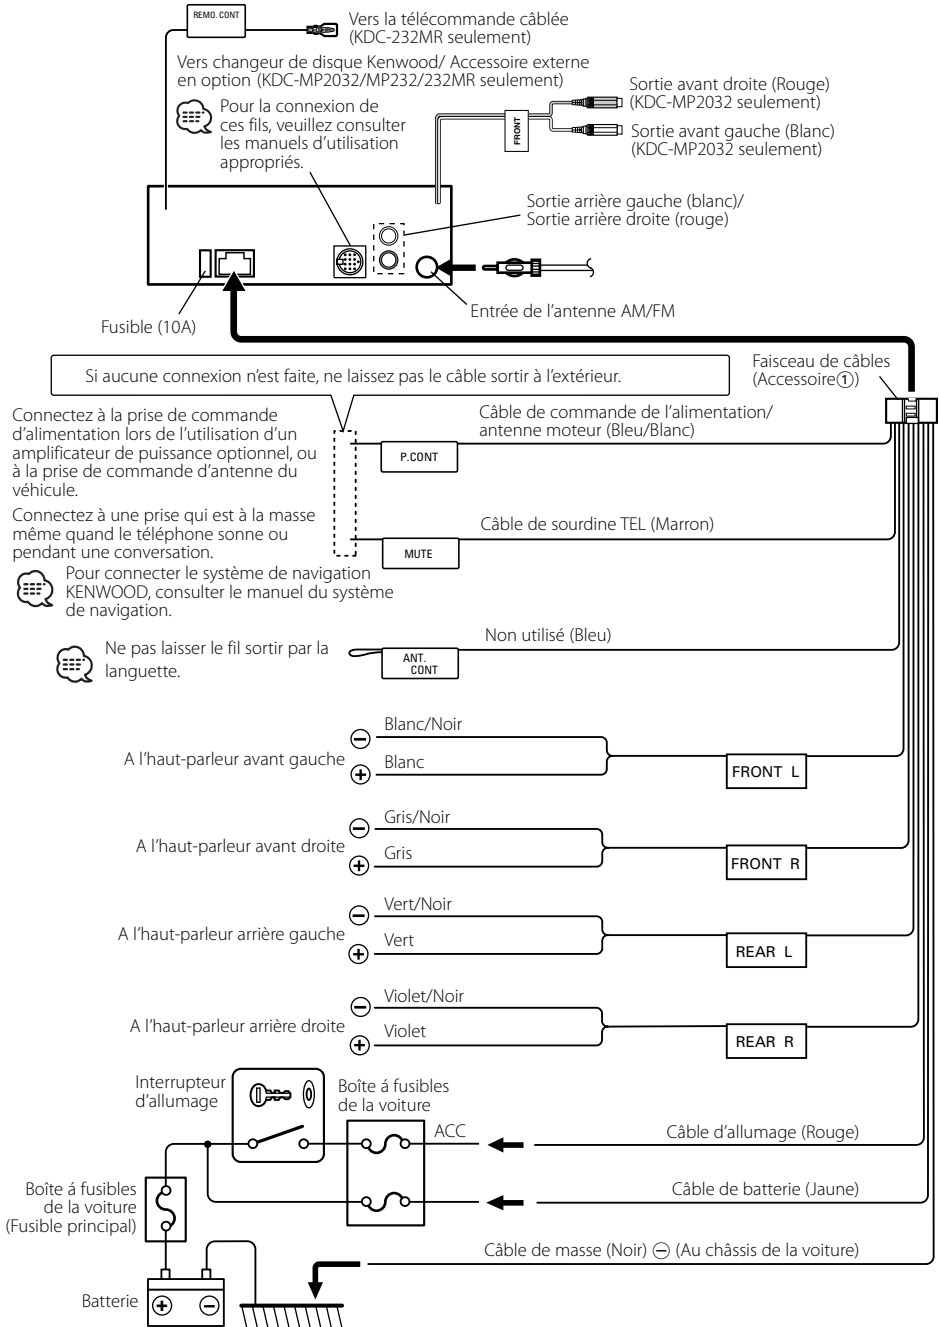 REMO. CONT
Vers la télécommande câblée
(KDC-232MR seulement)
Vers changeur de disque Kenwood/ Accessoire externe
en option (KDC-MP2032/MP232/232MR seulement)
Pour la connexion de
ces fils, veuillez consulter
les manuels d'utilisation
appropriés.
FRONT
Sortie avant droite (Rouge)
(KDC-MP2032 seulement)
Sortie avant gauche (Blanc)
(KDC-MP2032 seulement)
Sortie arrière gauche (blanc)/
Sortie arrière droite (rouge)
Entrée de l'antenne AM/FM
Fusible (10A)
Si aucune connexion n'est faite, ne laissez pas le câble sortir à l'extérieur.
Faisceau de câbles
(Accessoire①)
Connectez à la prise de commande
d'alimentation lors de l'utilisation d'un
amplificateur de puissance optionnel, ou
à la prise de commande d'antenne du
véhicule.
Câble de commande de l'alimentation/
antenne moteur (Bleu/Blanc)
P.CONT
Connectez à une prise qui est à la masse
même quand le téléphone sonne ou
pendant une conversation.
Câble de sourdine TEL (Marron)
MUTE
Pour connecter le système de navigation
KENWOOD, consulter le manuel du système
de navigation.
Non utilisé (Bleu)
Ne pas laisser le fil sortir par la
languette.
ANT.
CONT
Blanc/Noir
A l'haut-parleur avant gauche
Blanc
FRONT L
Gris/Noir
A l'haut-parleur avant droite
Gris
FRONT R
Vert/Noir
A l'haut-parleur arrière gauche
Vert
REAR L
Violet/Noir
A l'haut-parleur arrière droite
Violet
REAR R
Interrupteur
d'allumage
Boîte á fusibles
de la voiture
ACC
Câble d'allumage (Rouge)
Boîte á fusibles
de la voiture
(Fusible principal)
Câble de batterie (Jaune)
Câble de masse (Noir) ⊖ (Au châssis de la voiture)
Batterie